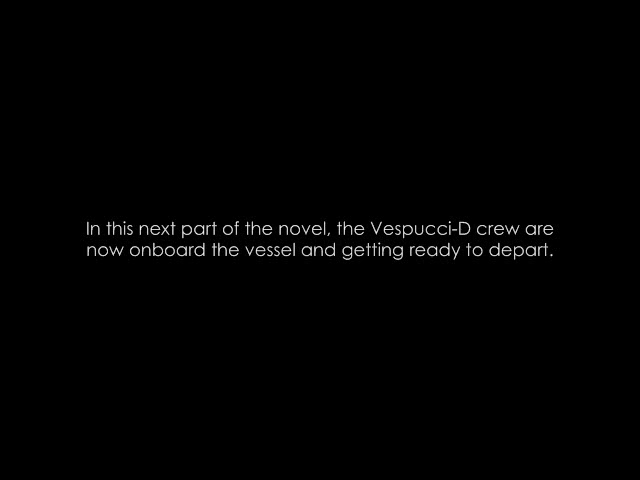 In this next part of the novel, the Vespucci-D crew are
now onboard the vessel and getting ready to depart.